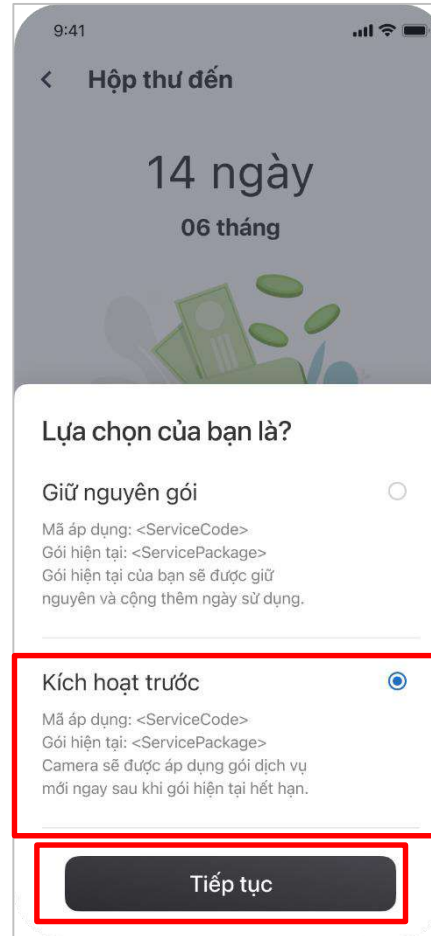 9:41
Hộp thư đến
14 ngày
06 tháng
Lựa chọn của bạn là?
Giữ nguyên gói
Mã áp dụng: <ServiceCode>
Gói hiện tại: <ServicePackage>
Gói hiện tại của bạn sẽ được giữ
nguyên và cộng thêm ngày sử dụng.
Kích hoạt trước
Mã áp dụng: <ServiceCode>
Gói hiện tại: <ServicePackage>
Camera sẽ được áp dụng gói dịch vụ
mới ngay sau khi gói hiện tại hết hạn.
Tiếp tục